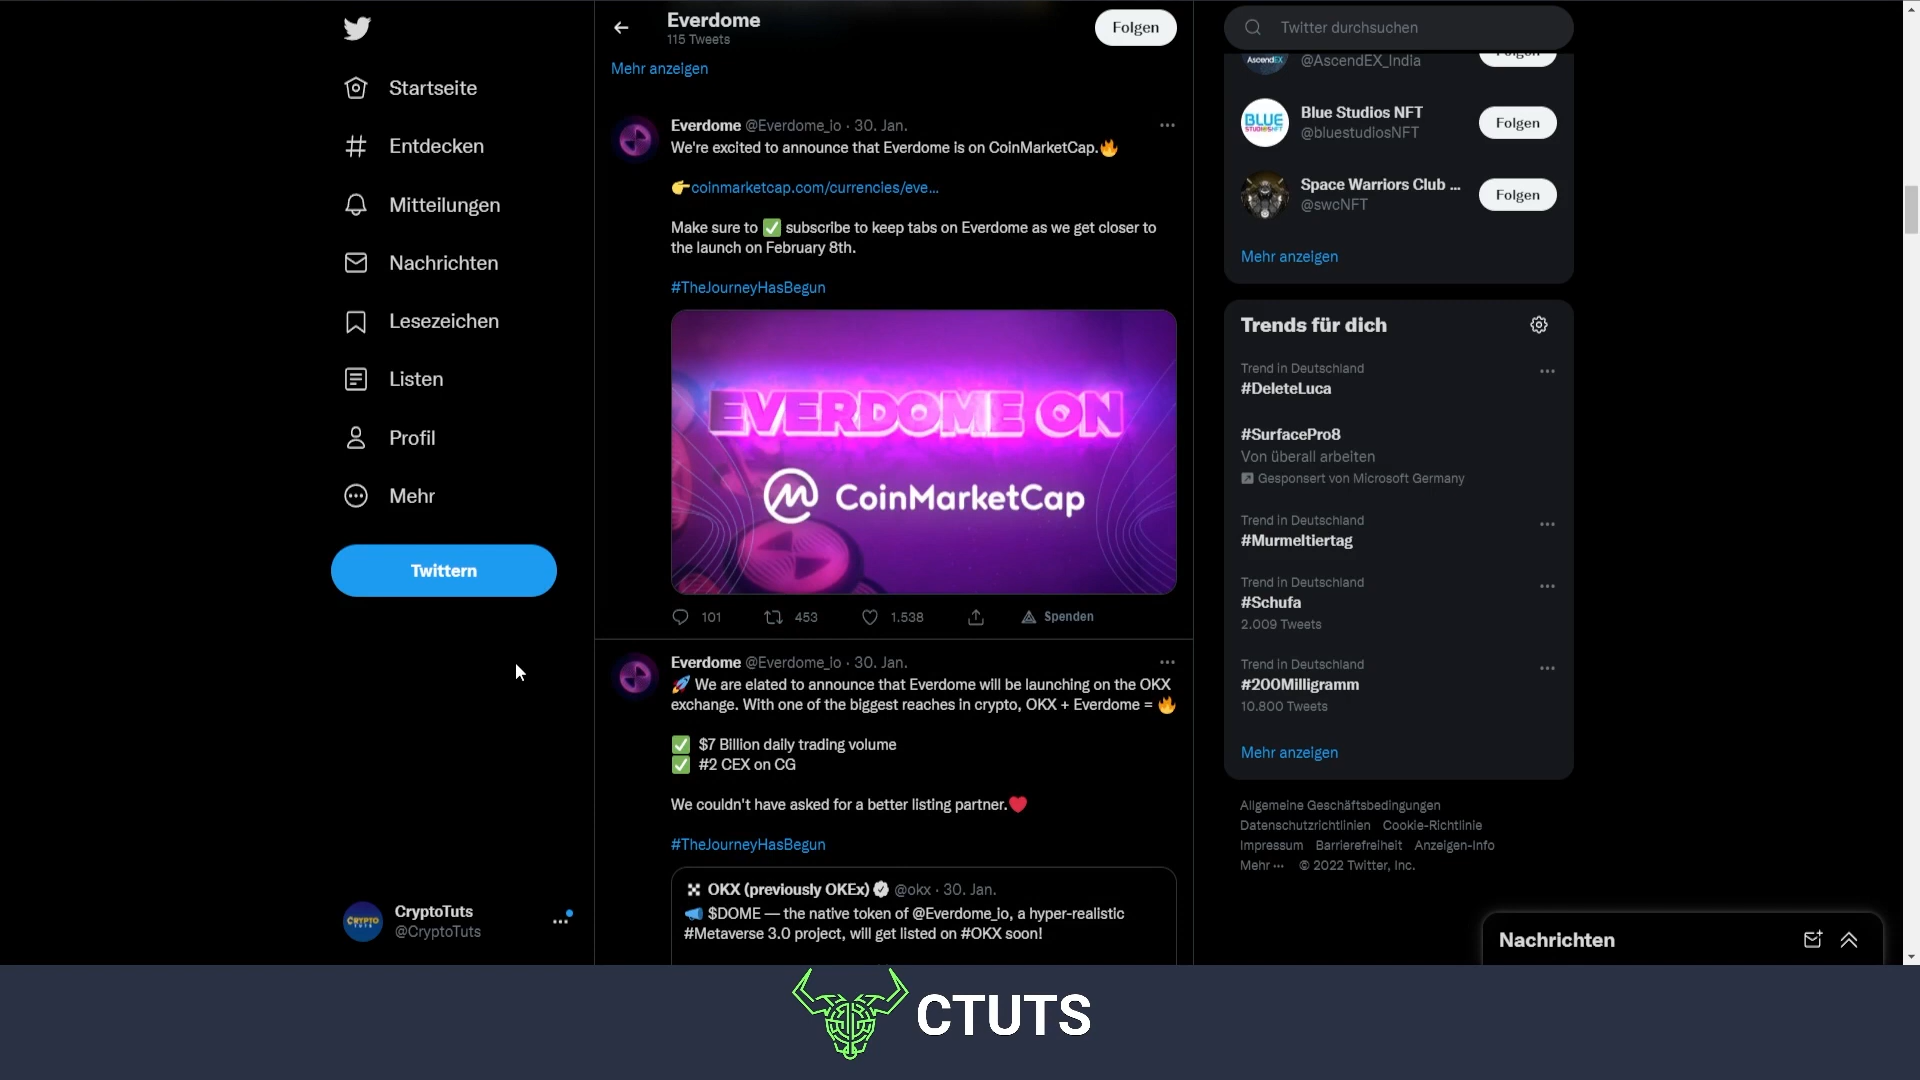 Startseite
Entdecken
Mitteilungen
Nachrichten
Lesezeichen
Listen
Profil
Mehr
Twittern
CryptoTuts
@CryptoTuts
CRYPTO
TUTS
Everdome
115 Tweets
Folgen
Mehr anzeigen
Everdome @Everdome_io · 30. Jan.
We're excited to announce that Everdome is on CoinMarketCap.🔥
👉coinmarketcap.com/currencies/eve...
Make sure to ✅ subscribe to keep tabs on Everdome as we get closer to
the launch on February 8th.
#TheJourneyHasBegun
EVERDOME ON
CoinMarketCap
101 453 1.538 Spenden
Everdome @Everdome_io · 30. Jan.
🚀 We are elated to announce that Everdome will be launching on the OKX
exchange. With one of the biggest reaches in crypto, OKX + Everdome = 🔥
✅ $7 Billion daily trading volume
✅ #2 CEX on CG
We couldn't have asked for a better listing partner.❤️
#TheJourneyHasBegun
OKX (previously OKEx) @okx · 30. Jan.
📣 $DOME — the native token of @Everdome_io, a hyper-realistic
#Metaverse 3.0 project, will get listed on #OKX soon!
Twitter durchsuchen
AscendEX
@AscendEX_India
Folgen
BLUE
STUDIOSNFT
Blue Studios NFT
@bluestudiosNFT
Folgen
Space Warriors Club ...
@swcNFT
Folgen
Mehr anzeigen
Trends für dich
Trend in Deutschland
#DeleteLuca
#SurfacePro8
Von überall arbeiten
Gesponsert von Microsoft Germany
Trend in Deutschland
#Murmeltiertag
Trend in Deutschland
#Schufa
2.009 Tweets
Trend in Deutschland
#200Milligramm
10.800 Tweets
Mehr anzeigen
Allgemeine Geschäftsbedingungen
Datenschutzrichtlinien Cookie-Richtlinie
Impressum Barrierefreiheit Anzeigen-Info
Mehr ··· © 2022 Twitter, Inc.
Nachrichten
CTUTS